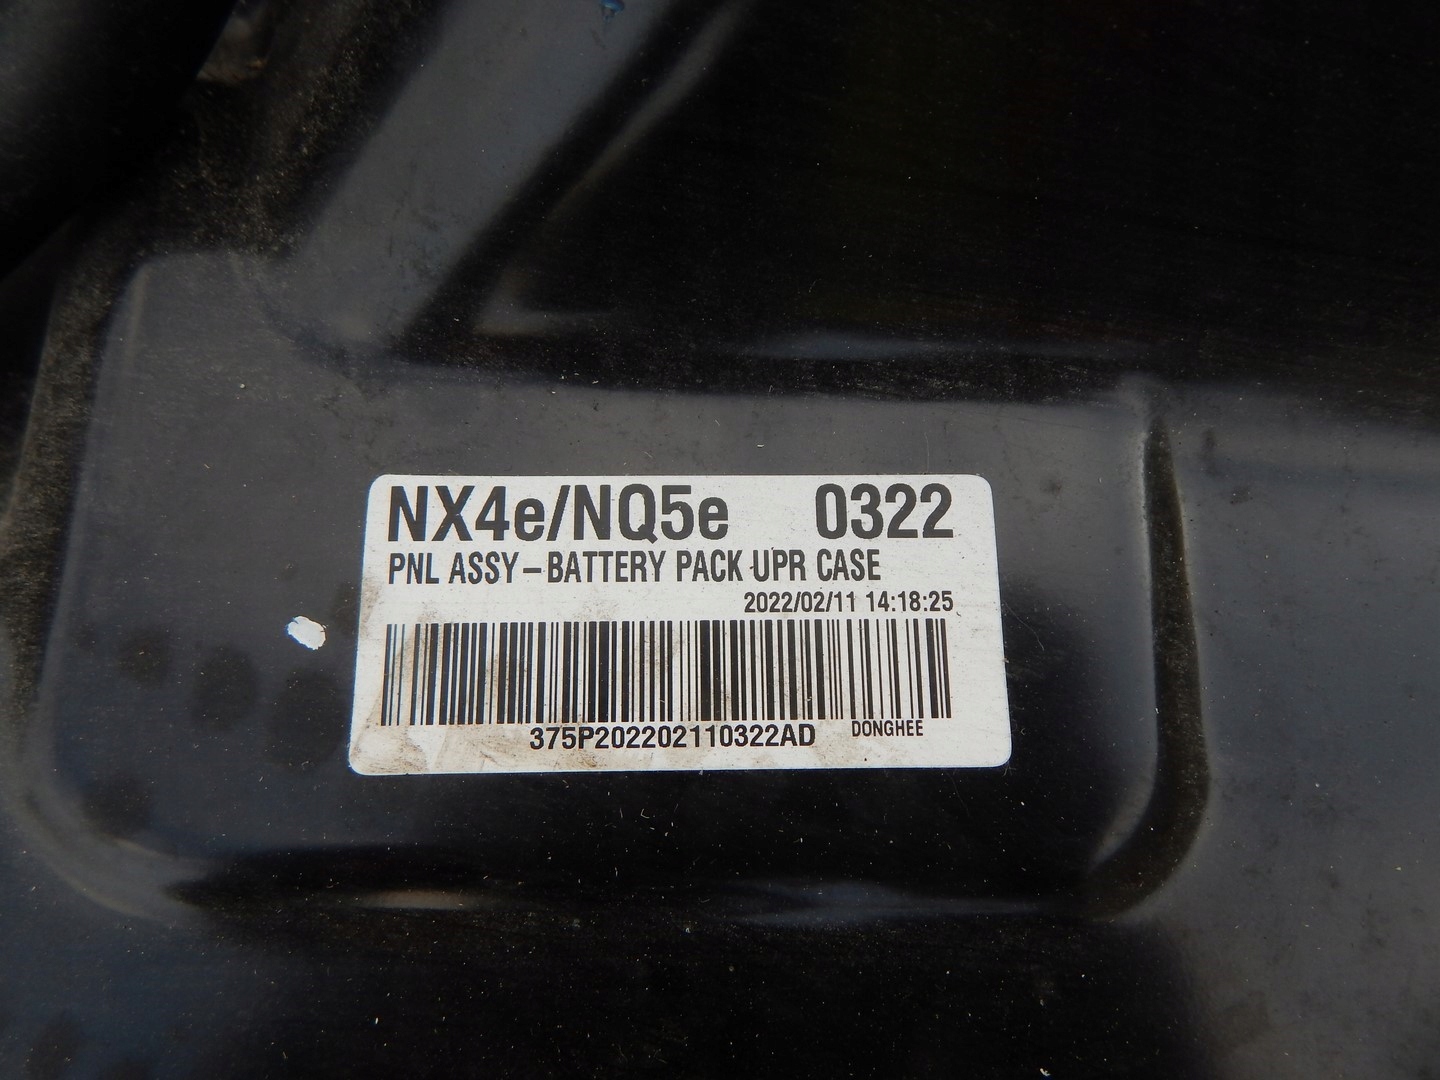 NX4e/NQ5e 0322
PNL ASSY-BATTERY PACK UPR CASE
2022/02/11 14:18:25
375P202202110322AD DONGHEE